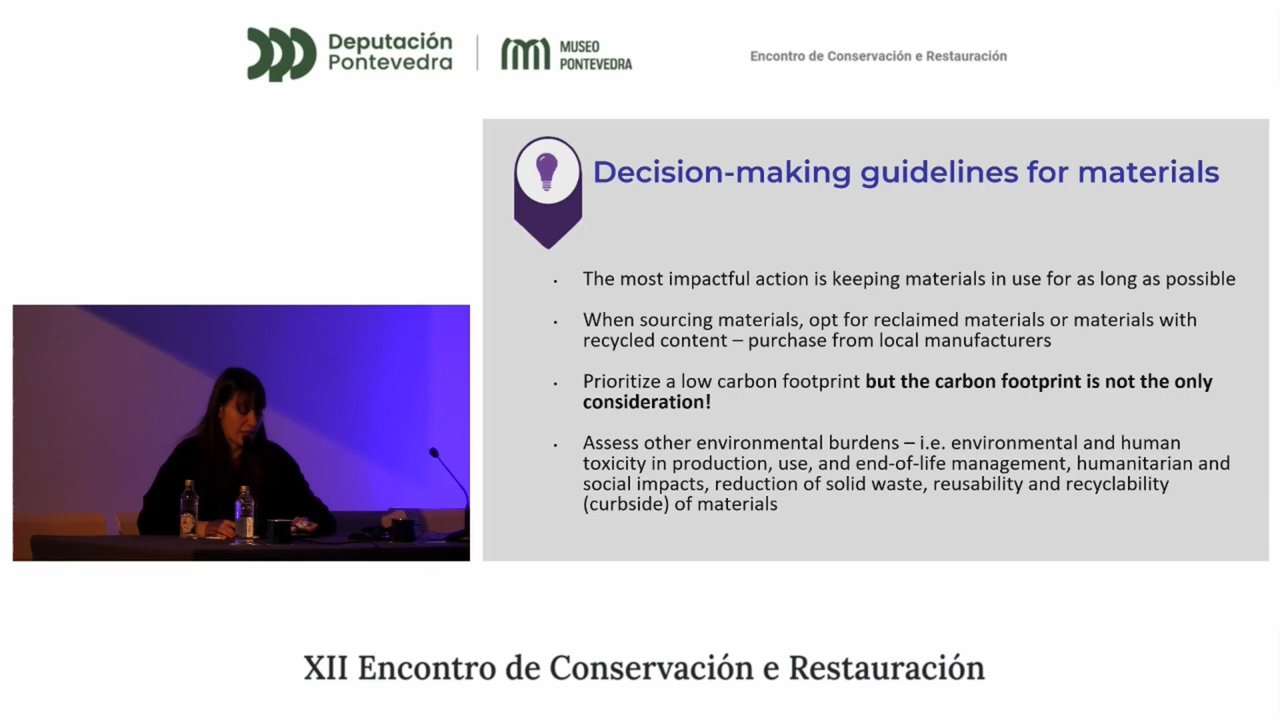 Deputación
Pontevedra
MUSEO
PONTEVEDRA
Encontro de Conservación e Restauración
Decision-making guidelines for materials
· The most impactful action is keeping materials in use for as long as possible
· When sourcing materials, opt for reclaimed materials or materials with
recycled content – purchase from local manufacturers
· Prioritize a low carbon footprint but the carbon footprint is not the only
consideration!
· Assess other environmental burdens – i.e. environmental and human
toxicity in production, use, and end-of-life management, humanitarian and
social impacts, reduction of solid waste, reusability and recyclability
(curbside) of materials
XII Encontro de Conservación e Restauración